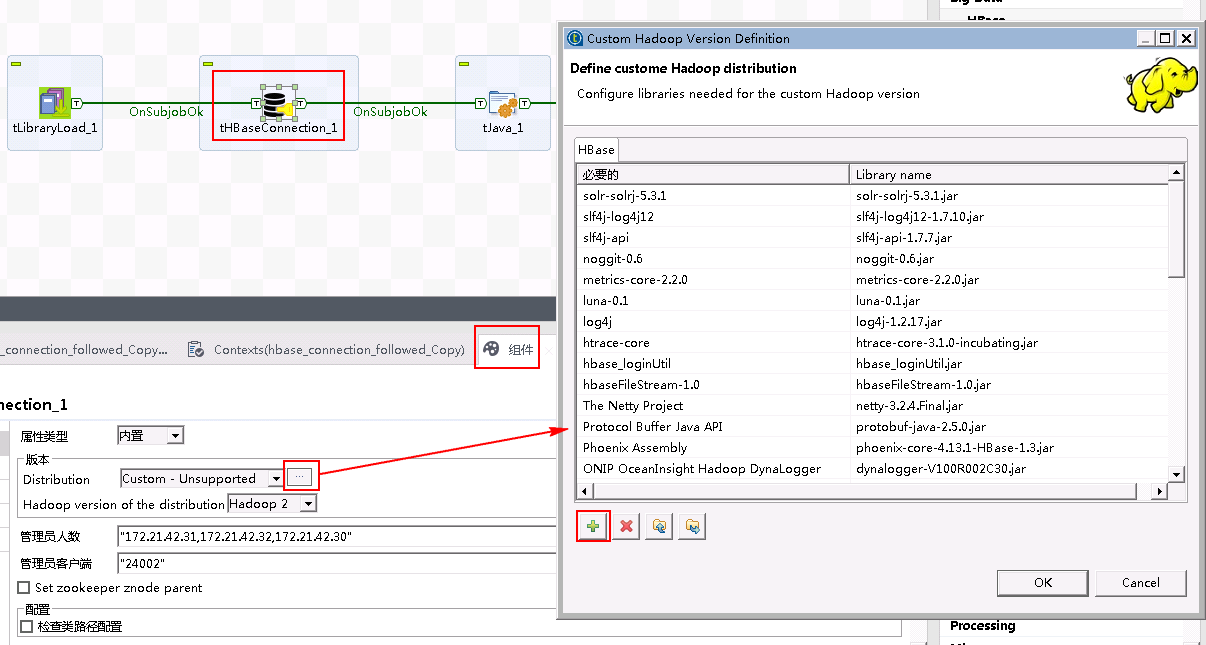 Big Data
HBase
tLibraryLoad_1
OnSubjobOk
tHBaseConnection_1
OnSubjobOk
tJava_1
T
T
T
T
T
_connection_followed_Copy...
Contexts(hbase_connection_followed_Copy)
组件
nection_1
属性类型
内置
版本
Distribution
Custom - Unsupported
...
Hadoop version of the distribution
Hadoop 2
管理员人数
"172.21.42.31,172.21.42.32,172.21.42.30"
管理员客户端
"24002"
Set zookeeper znode parent
配置
检查类路径配置
Custom Hadoop Version Definition
Define custome Hadoop distribution
Configure libraries needed for the custom Hadoop version
HBase
必要的 Library name
solr-solrj-5.3.1 solr-solrj-5.3.1.jar
slf4j-log4j12 slf4j-log4j12-1.7.10.jar
slf4j-api slf4j-api-1.7.7.jar
noggit-0.6 noggit-0.6.jar
metrics-core-2.2.0 metrics-core-2.2.0.jar
luna-0.1 luna-0.1.jar
log4j log4j-1.2.17.jar
htrace-core htrace-core-3.1.0-incubating.jar
hbase_loginUtil hbase_loginUtil.jar
hbaseFileStream-1.0 hbaseFileStream-1.0.jar
The Netty Project netty-3.2.4.Final.jar
Protocol Buffer Java API protobuf-java-2.5.0.jar
Phoenix Assembly phoenix-core-4.13.1-HBase-1.3.jar
ONIP OceanInsight Hadoop DynaLogger dynalogger-V100R002C30.jar
OK
Cancel
Processing